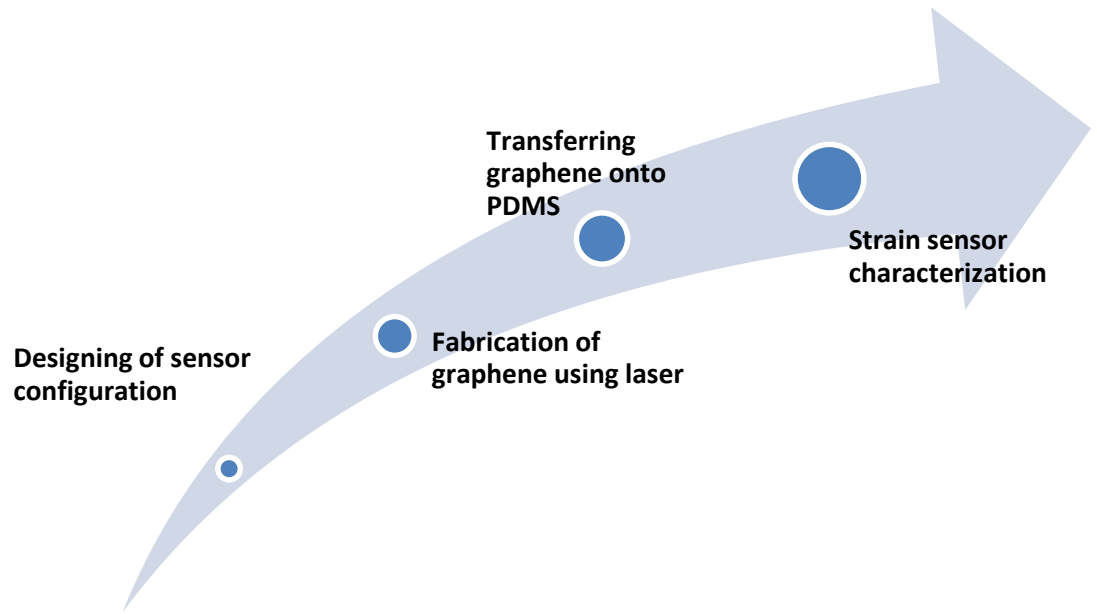 Designing of sensor
configuration
Fabrication of
graphene using laser
Transferring
graphene onto
PDMS
Strain sensor
characterization